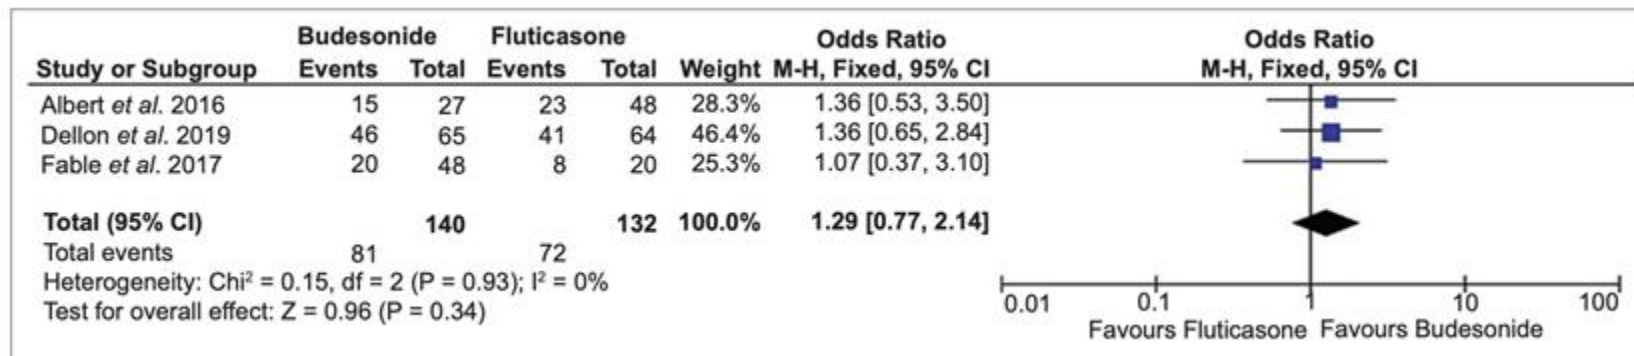 Budesonide Fluticasone Odds Ratio Odds Ratio
Study or Subgroup Events Total Events Total Weight M-H, Fixed, 95% CI M-H, Fixed, 95% CI
Albert et al. 2016 15 27 23 48 28.3% 1.36 [0.53, 3.50]
Dellon et al. 2019 46 65 41 64 46.4% 1.36 [0.65, 2.84]
Fable et al. 2017 20 48 8 20 25.3% 1.07 [0.37, 3.10]
Total (95% CI) 140 132 100.0% 1.29 [0.77, 2.14]
Total events 81 72
Heterogeneity: Chi² = 0.15, df = 2 (P = 0.93); I² = 0%
Test for overall effect: Z = 0.96 (P = 0.34)
0.01 0.1 1 10 100
Favours Fluticasone Favours Budesonide